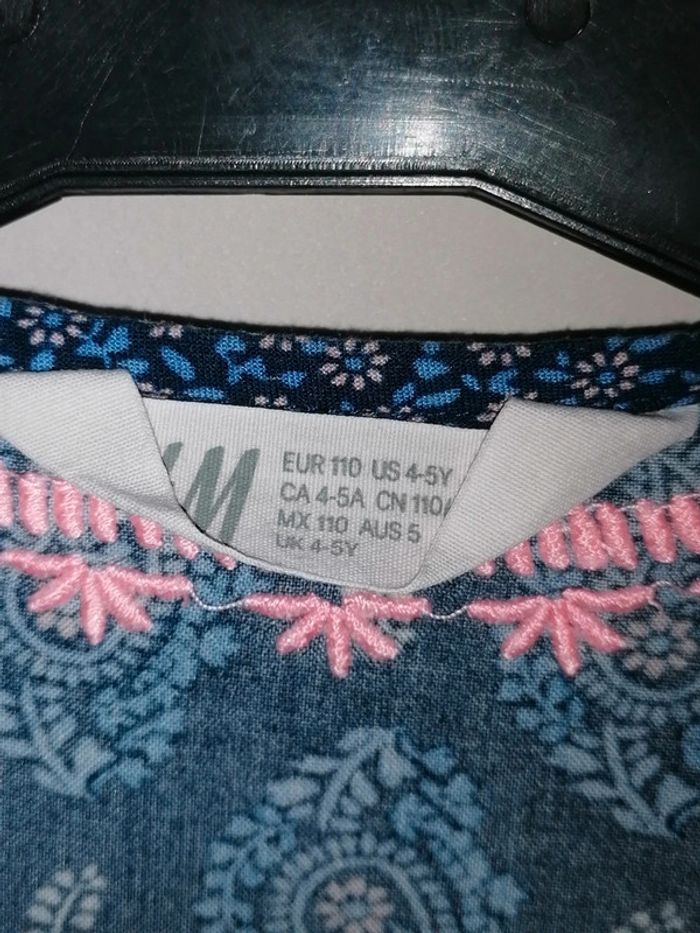 M
EUR 110 US 4-5Y
CA 4-5A CN 110/
MX 110 AUS 5
UK 4-5Y